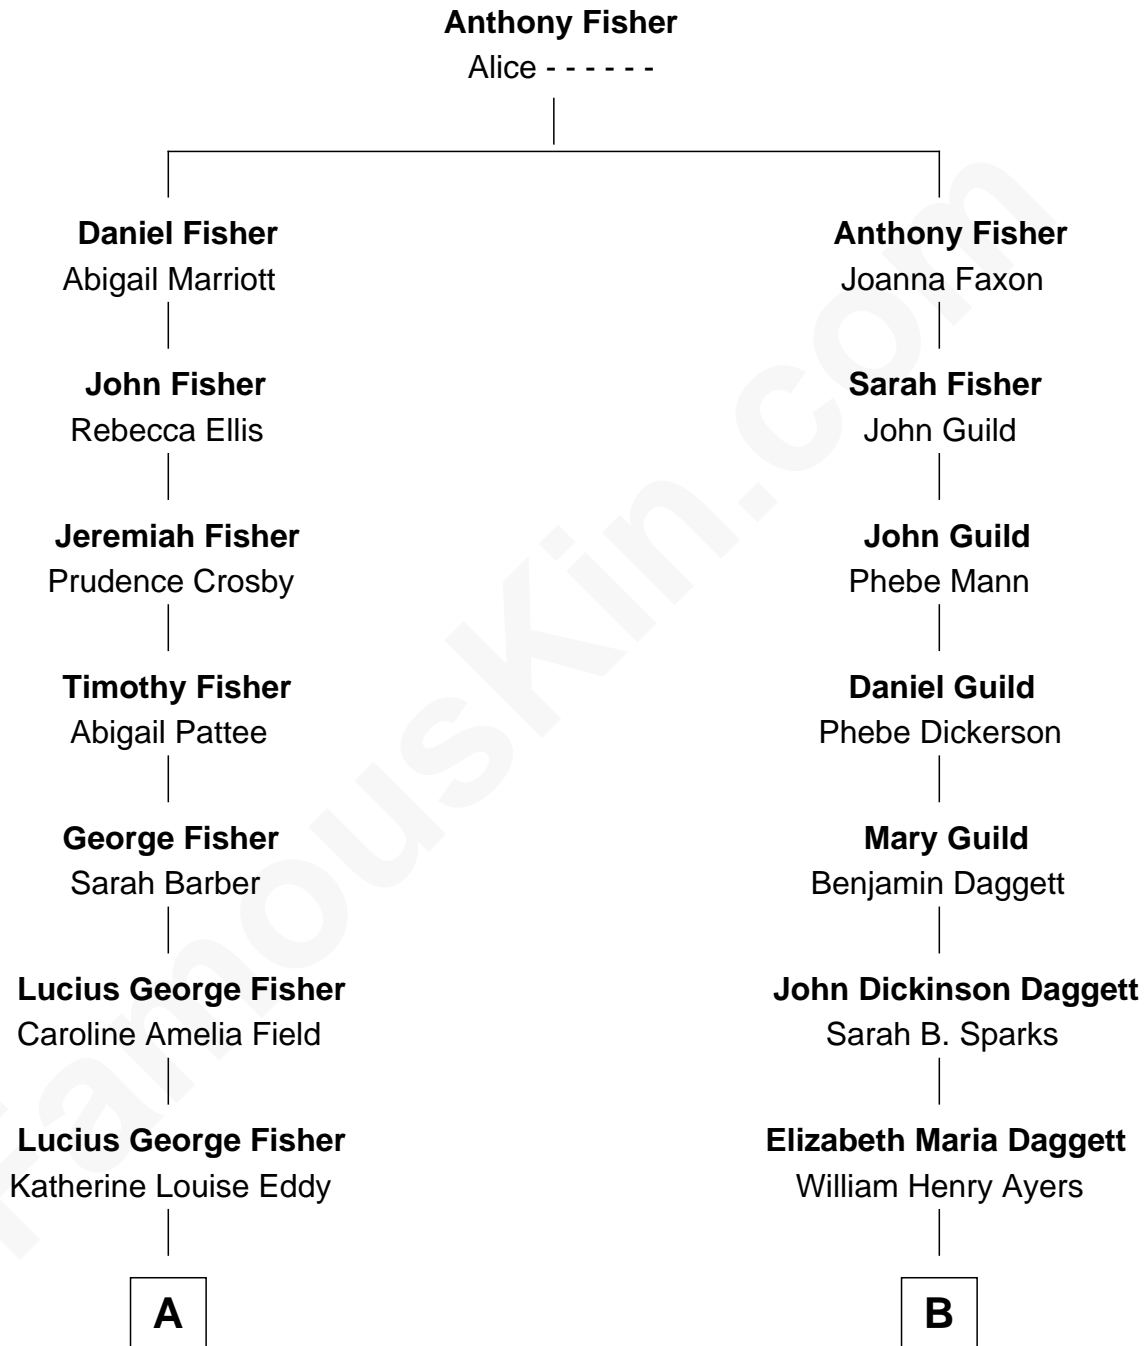 Anthony Fisher
Alice - - - - - -
Daniel Fisher
Abigail Marriott
Anthony Fisher
Joanna Faxon
John Fisher
Rebecca Ellis
Sarah Fisher
John Guild
Jeremiah Fisher
Prudence Crosby
John Guild
Phebe Mann
Timothy Fisher
Abigail Pattee
Daniel Guild
Phebe Dickerson
George Fisher
Sarah Barber
Mary Guild
Benjamin Daggett
Lucius George Fisher
Caroline Amelia Field
John Dickinson Daggett
Sarah B. Sparks
Lucius George Fisher
Katherine Louise Eddy
Elizabeth Maria Daggett
William Henry Ayers
A
B
FamousKin.com